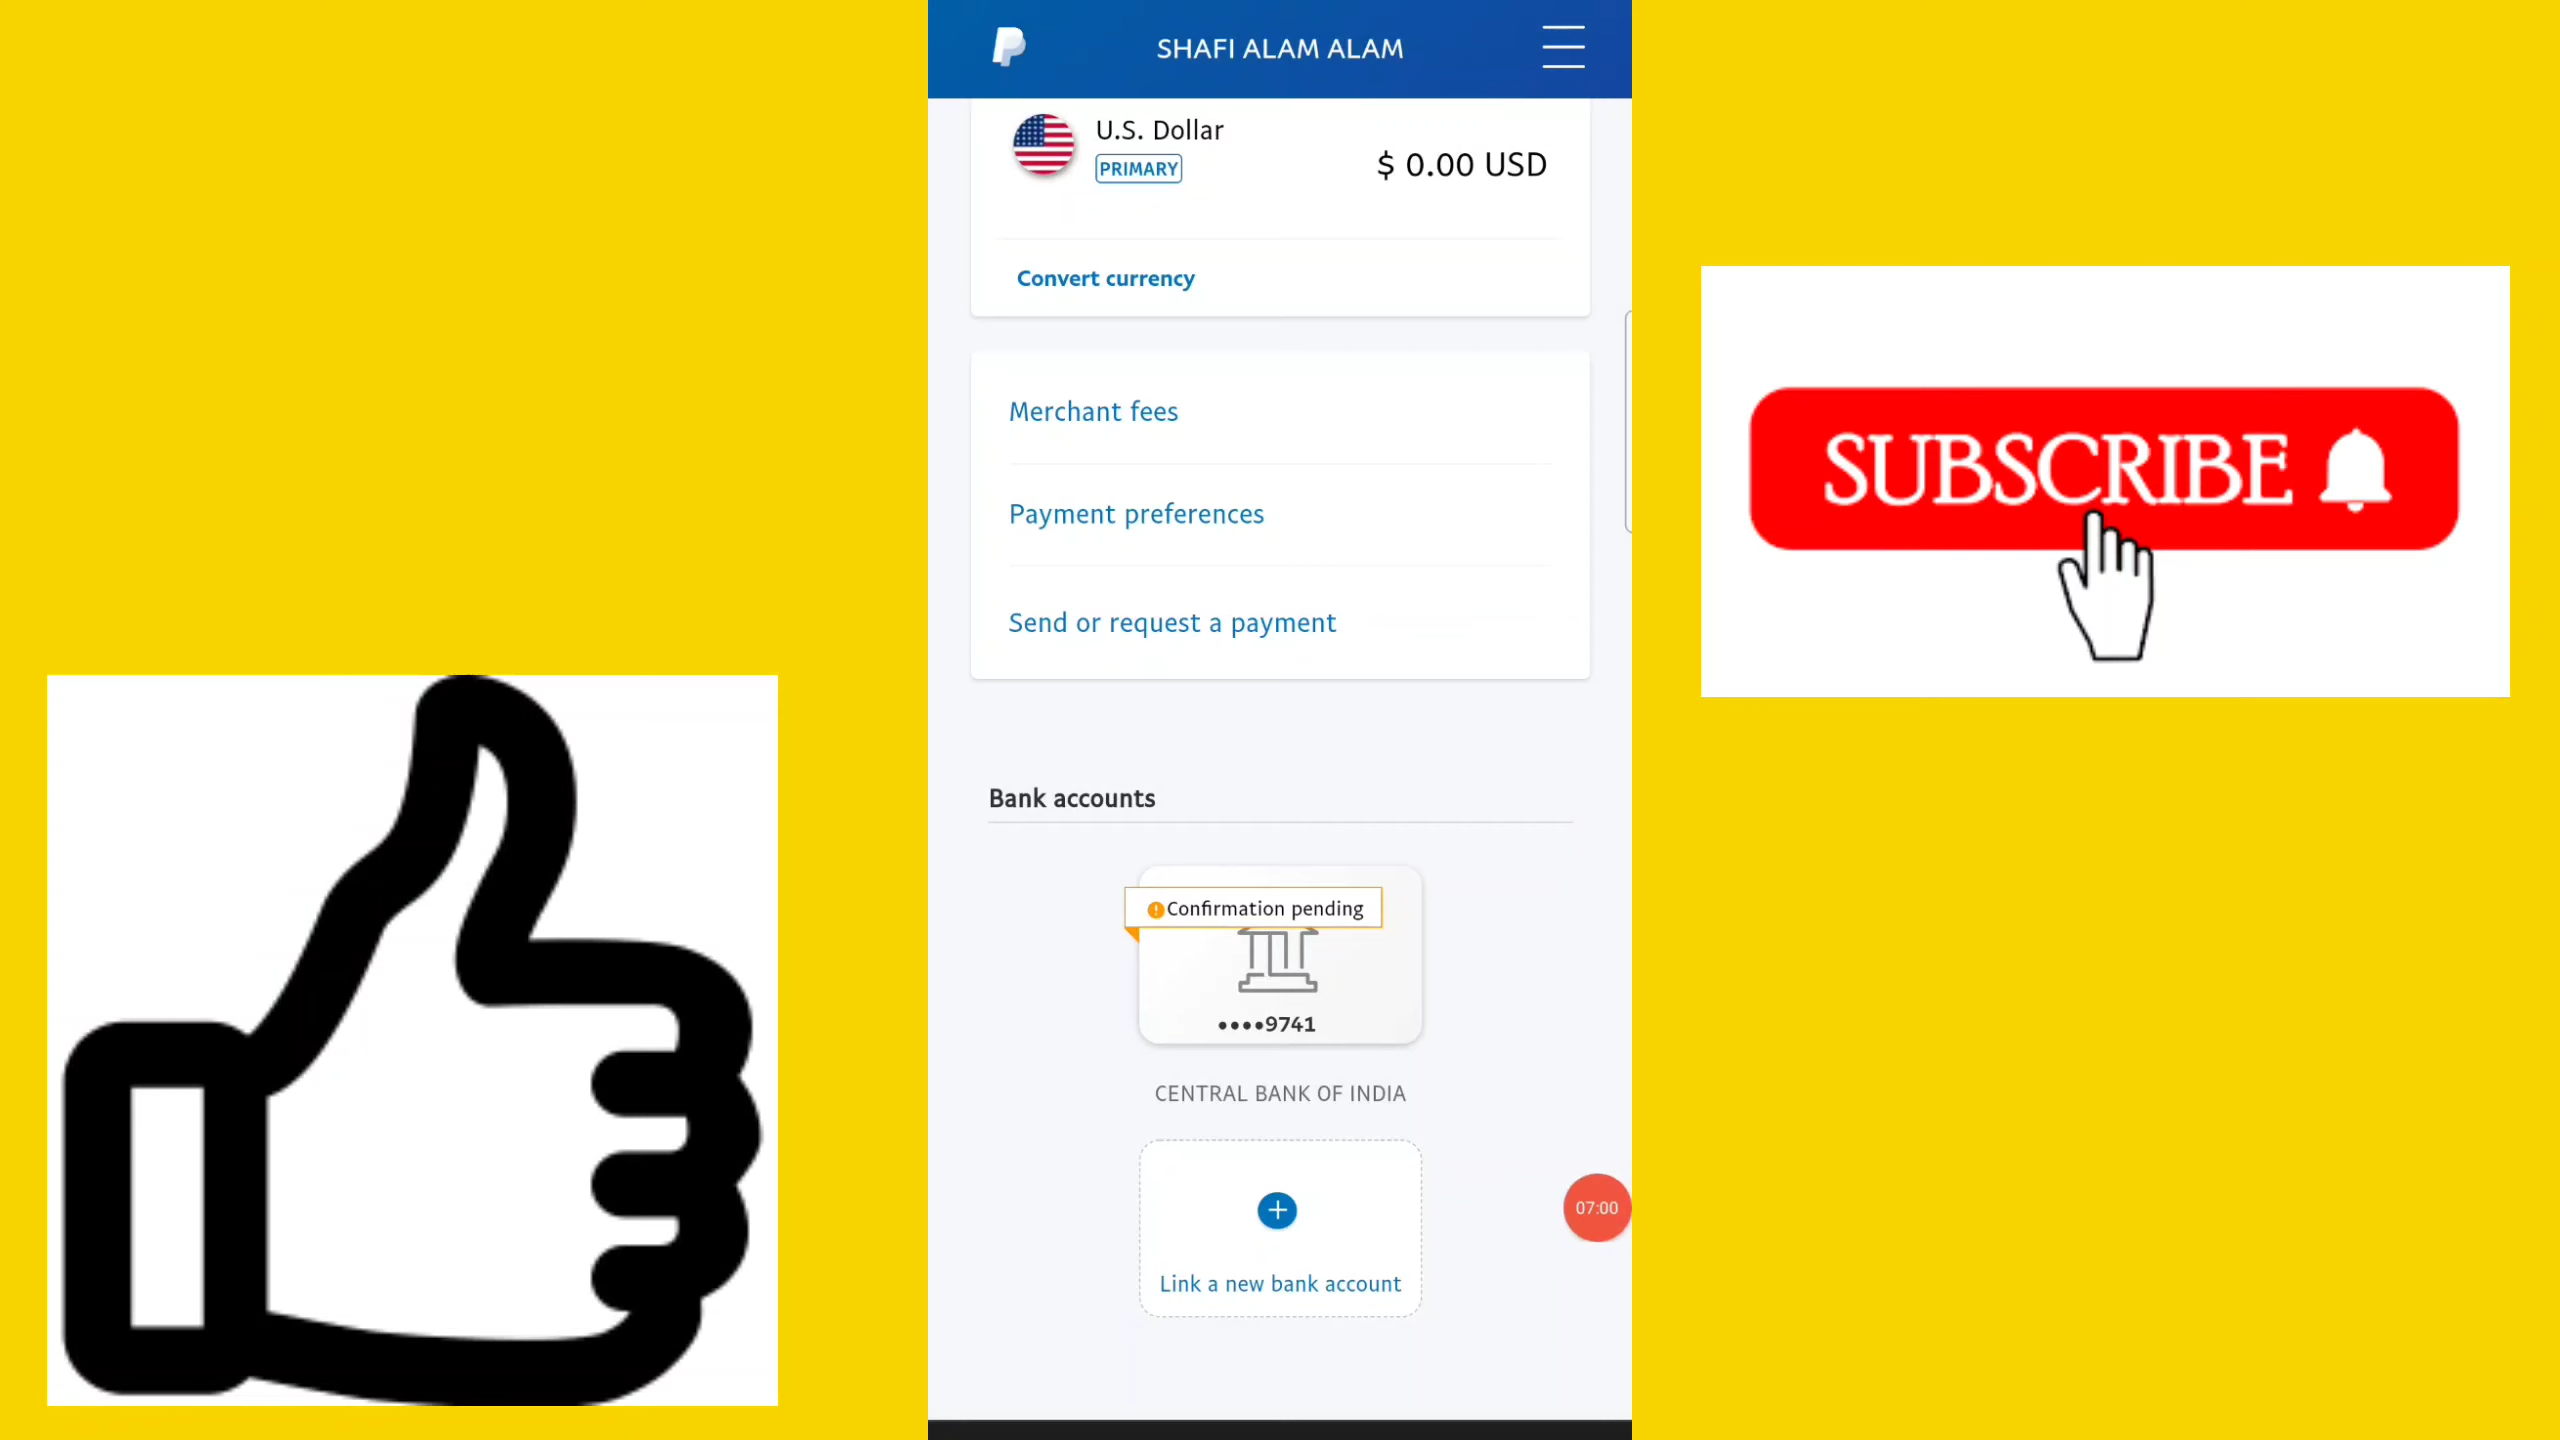 SHAFI ALAM ALAM
U.S. Dollar
PRIMARY
$ 0.00 USD
Convert currency
Merchant fees
Payment preferences
Send or request a payment
Bank accounts
Confirmation pending
••••9741
CENTRAL BANK OF INDIA
Link a new bank account
07:00
SUBSCRIBE